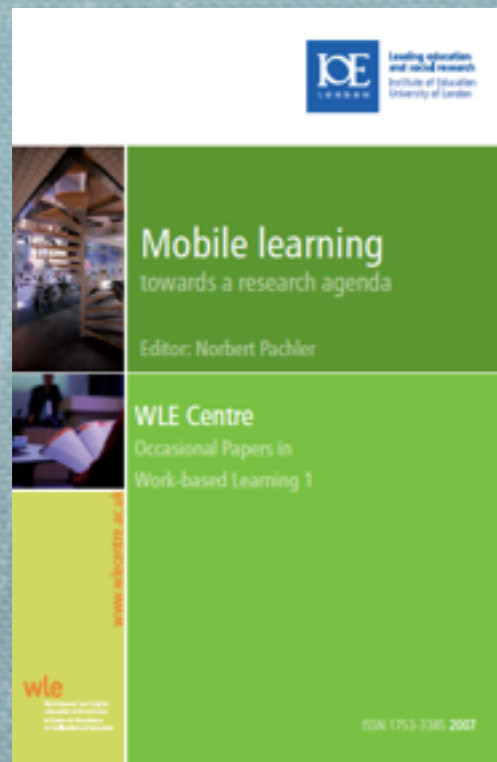 IOE
LONDON
Leading education
and social research
Institute of Education
University of London
Mobile learning
towards a research agenda
Editor: Norbert Pachler
WLE Centre
Occasional Papers in
Work-based Learning 1
www.wlecentre.ac.uk
wle
ISSN 1753-3385 2007